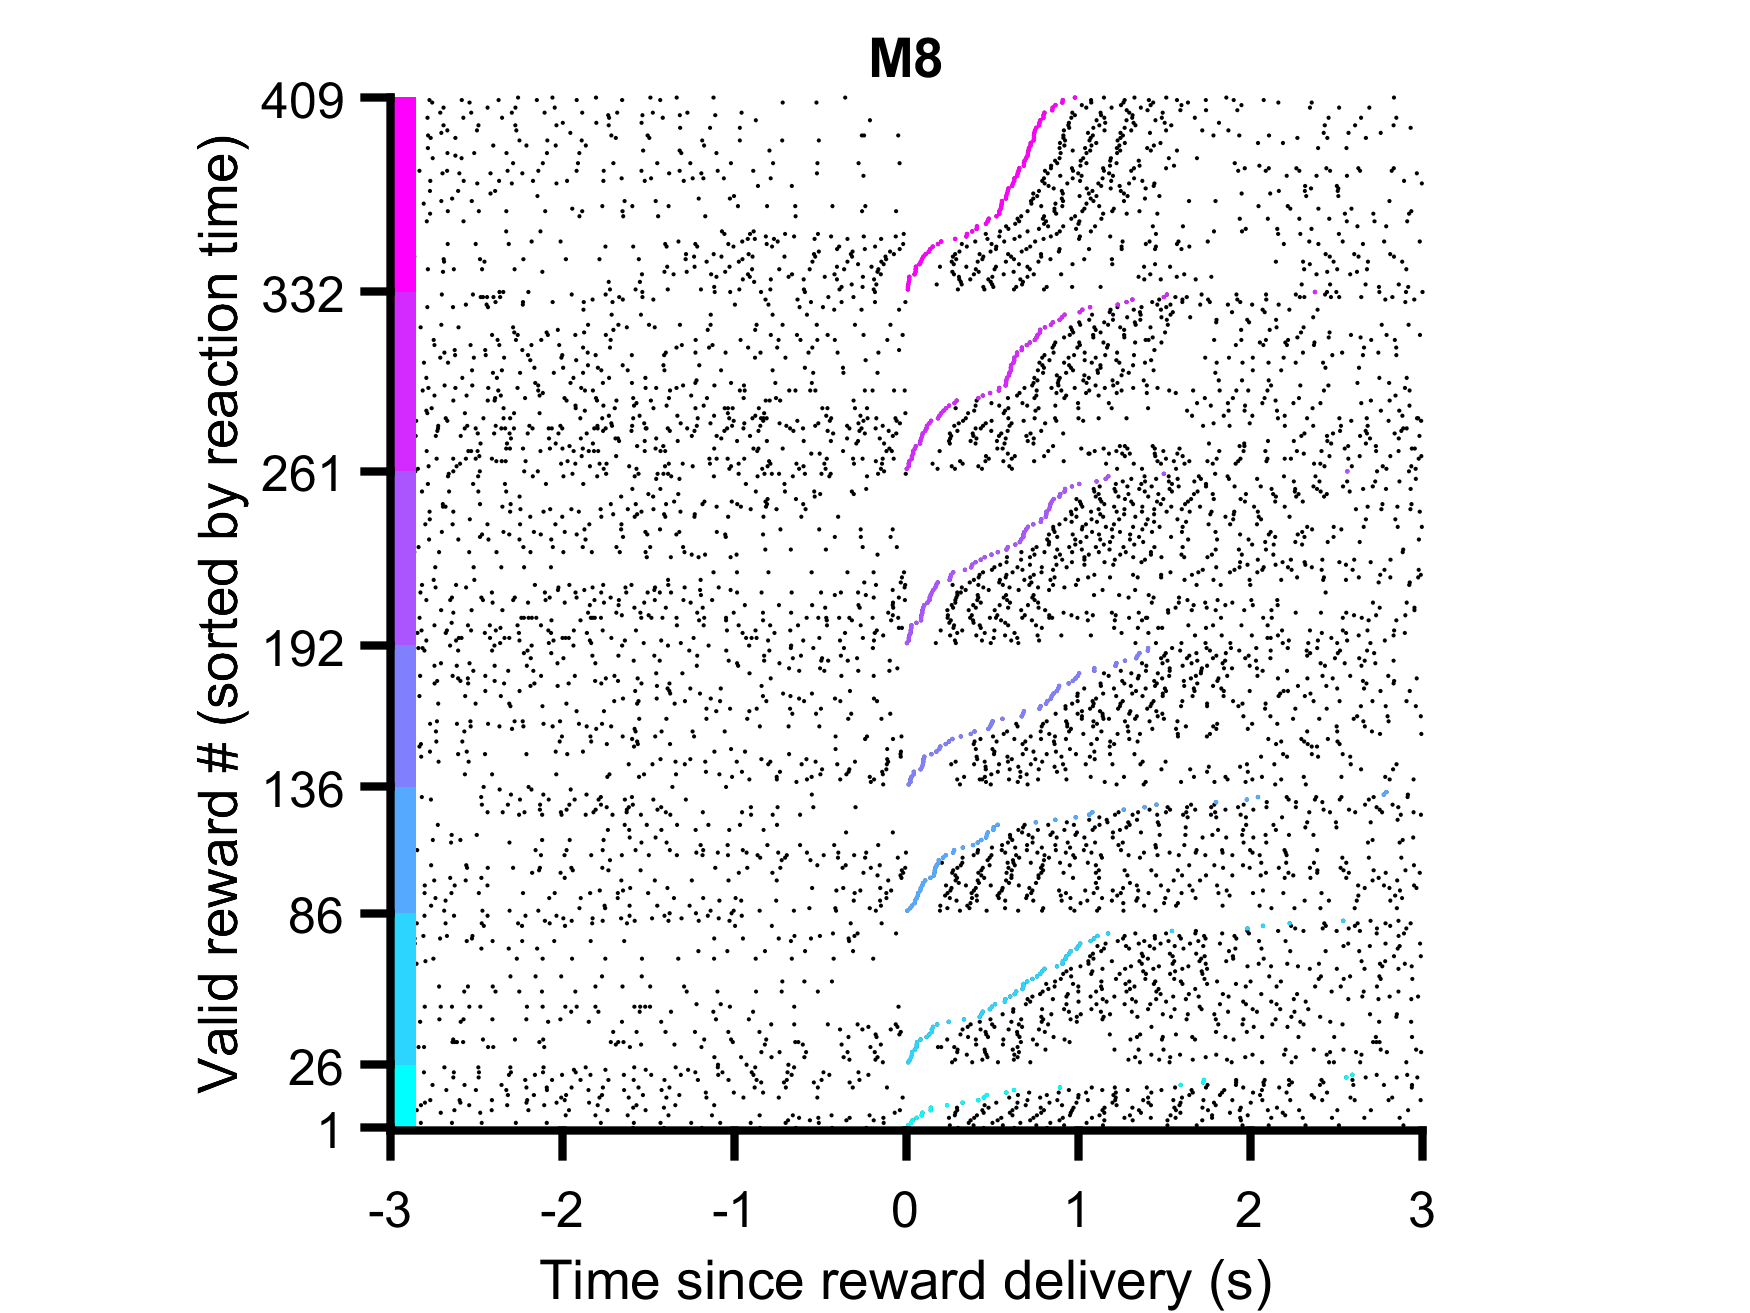 M8
Valid reward # (sorted by reaction time)
409
332
261
192
136
86
26
1
-3 -2 -1 0 1 2 3
Time since reward delivery (s)